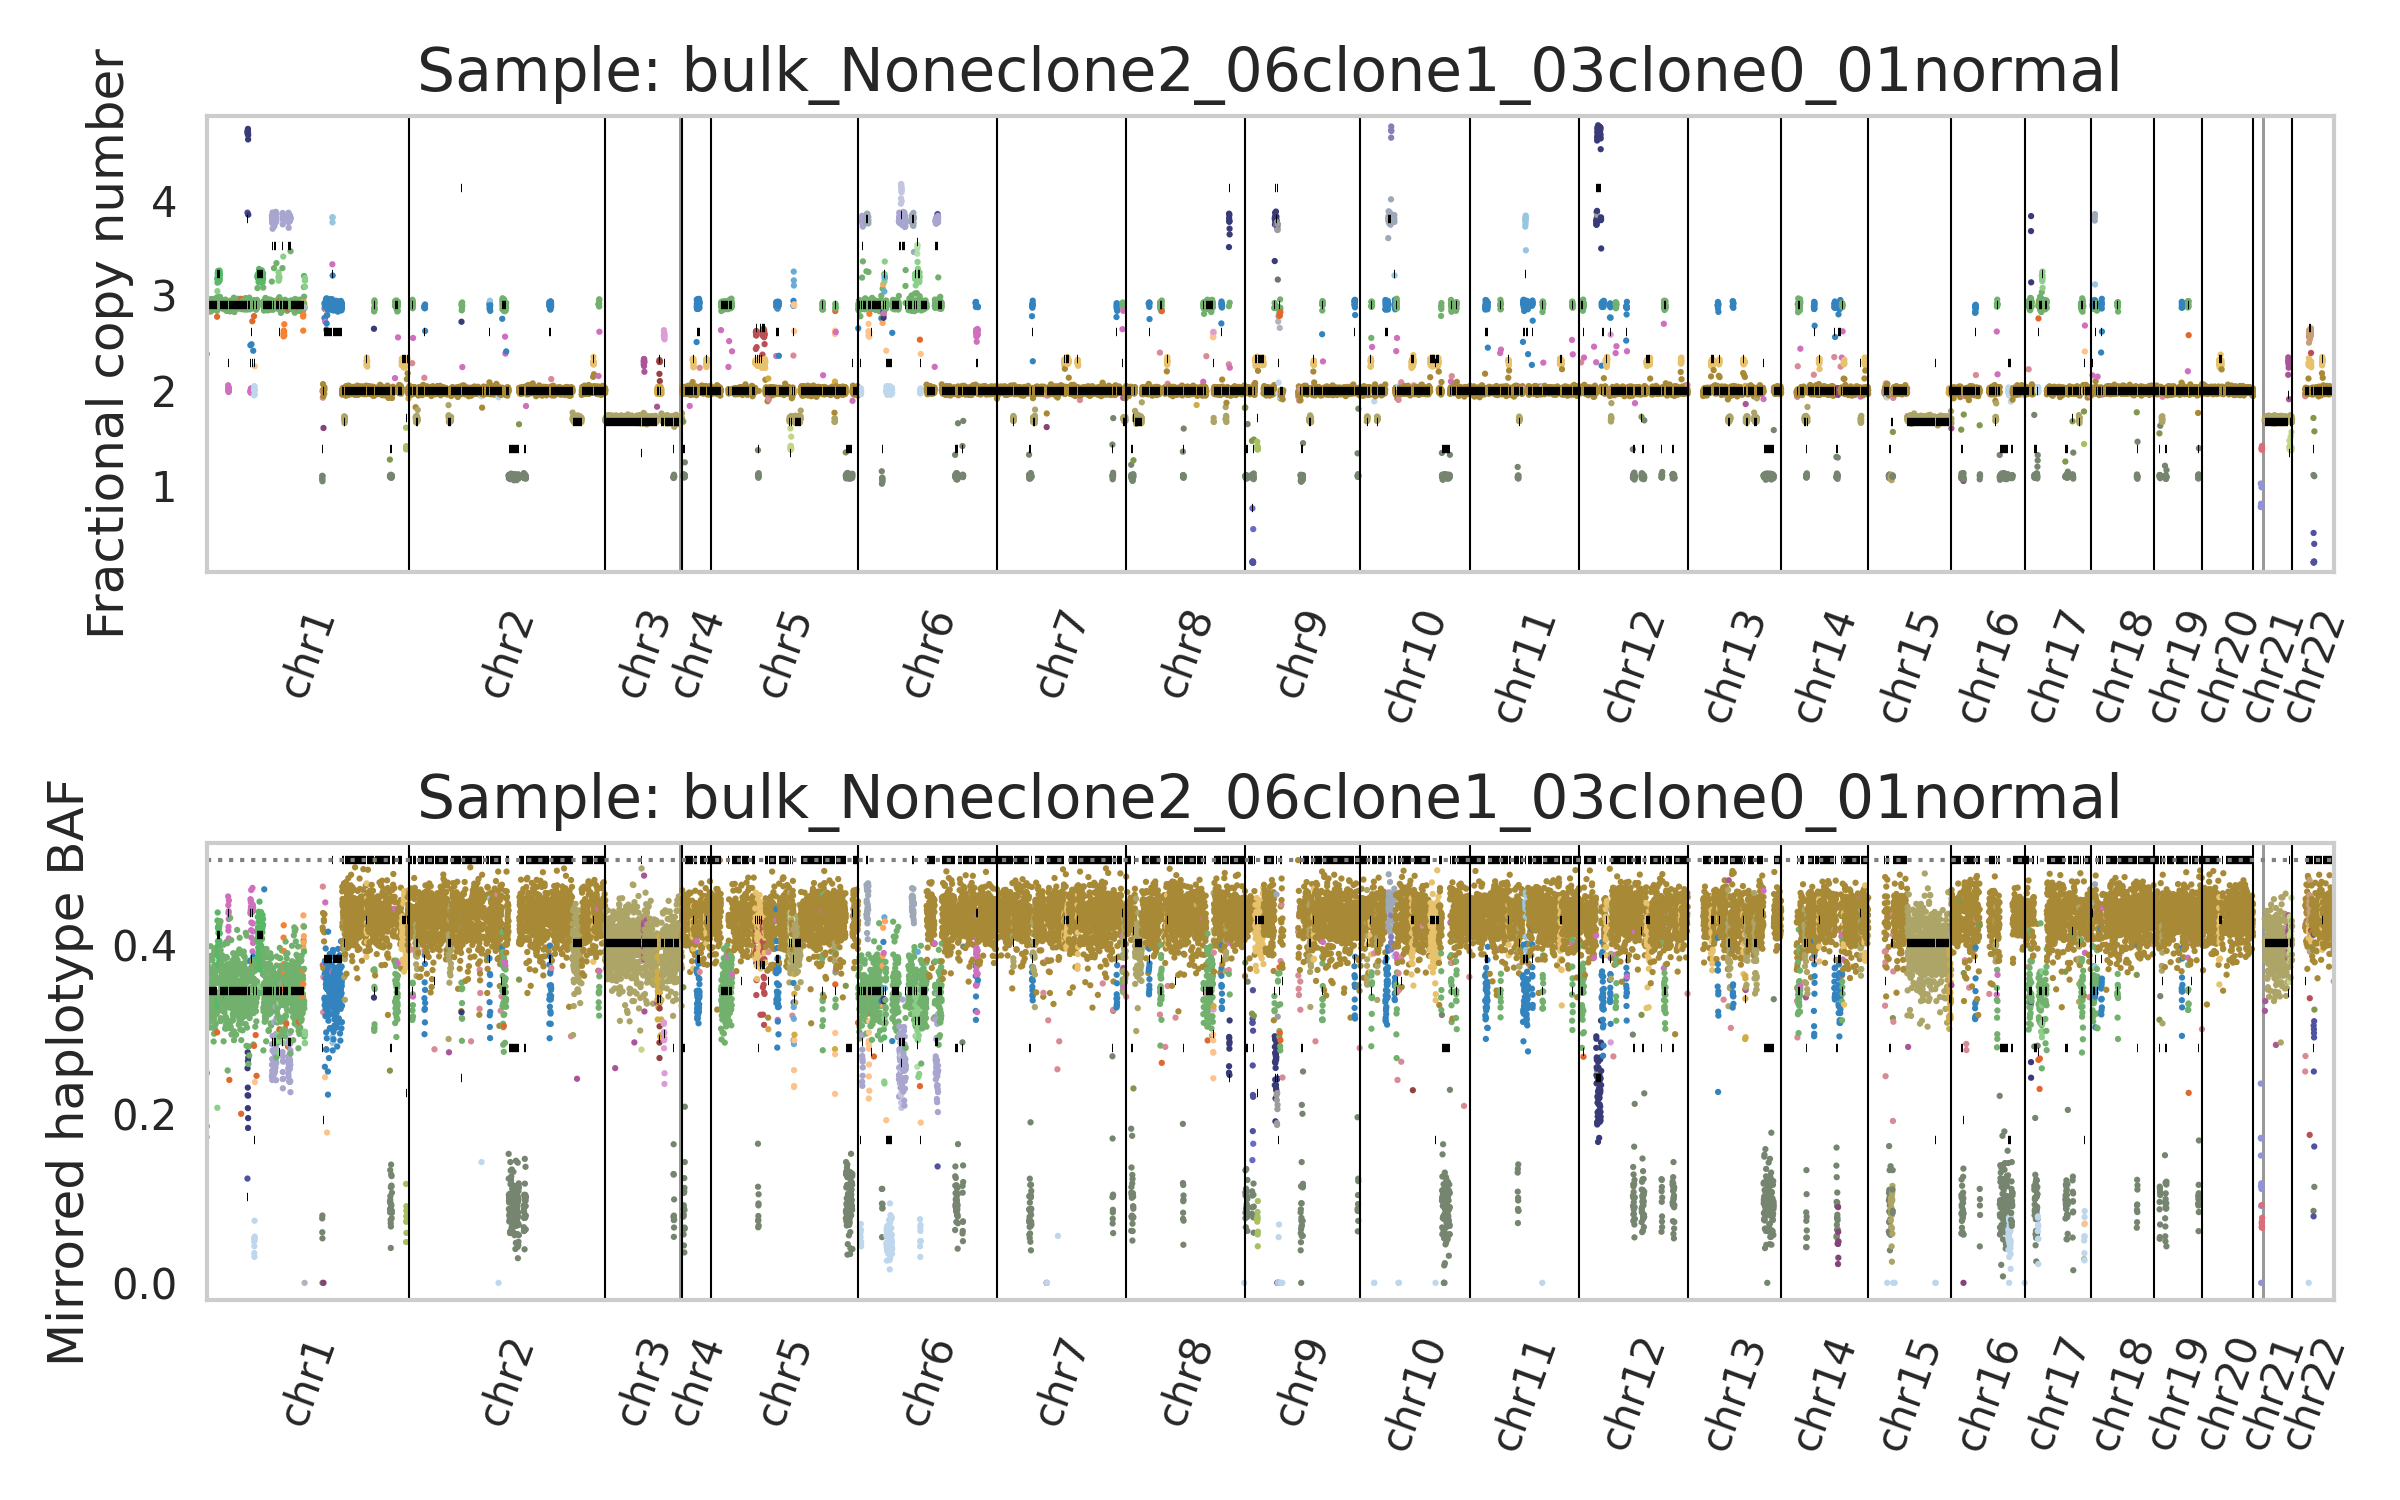 Sample: bulk_Noneclone2_06clone1_03clone0_01normal
Fractional copy number
4
3
2
1
chr1
chr2
chr3
chr4
chr5
chr6
chr7
chr8
chr9
chr10
chr11
chr12
chr13
chr14
chr15
chr16
chr17
chr18
chr19
chr20
chr21
chr22
Sample: bulk_Noneclone2_06clone1_03clone0_01normal
Mirrored haplotype BAF
0.4
0.2
0.0
chr1
chr2
chr3
chr4
chr5
chr6
chr7
chr8
chr9
chr10
chr11
chr12
chr13
chr14
chr15
chr16
chr17
chr18
chr19
chr20
chr21
chr22